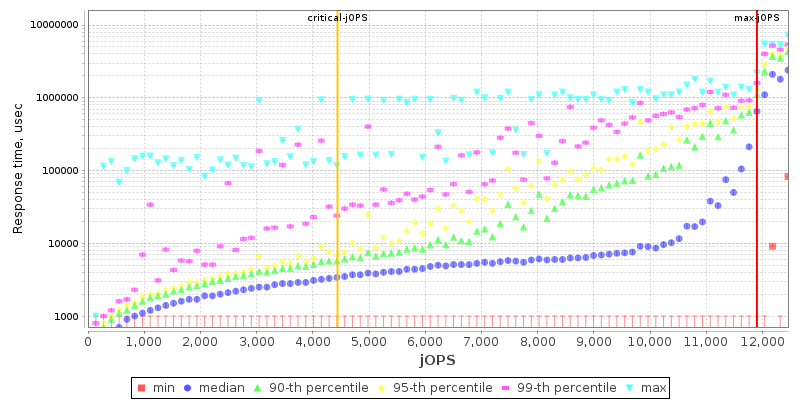 critical-jOPS max-jOPS
10000000
1000000
100000
10000
1000
Response time, usec
0 1,000 2,000 3,000 4,000 5,000 6,000 7,000 8,000 9,000 10,000 11,000 12,000
jOPS
min median 90-th percentile 95-th percentile 99-th percentile max